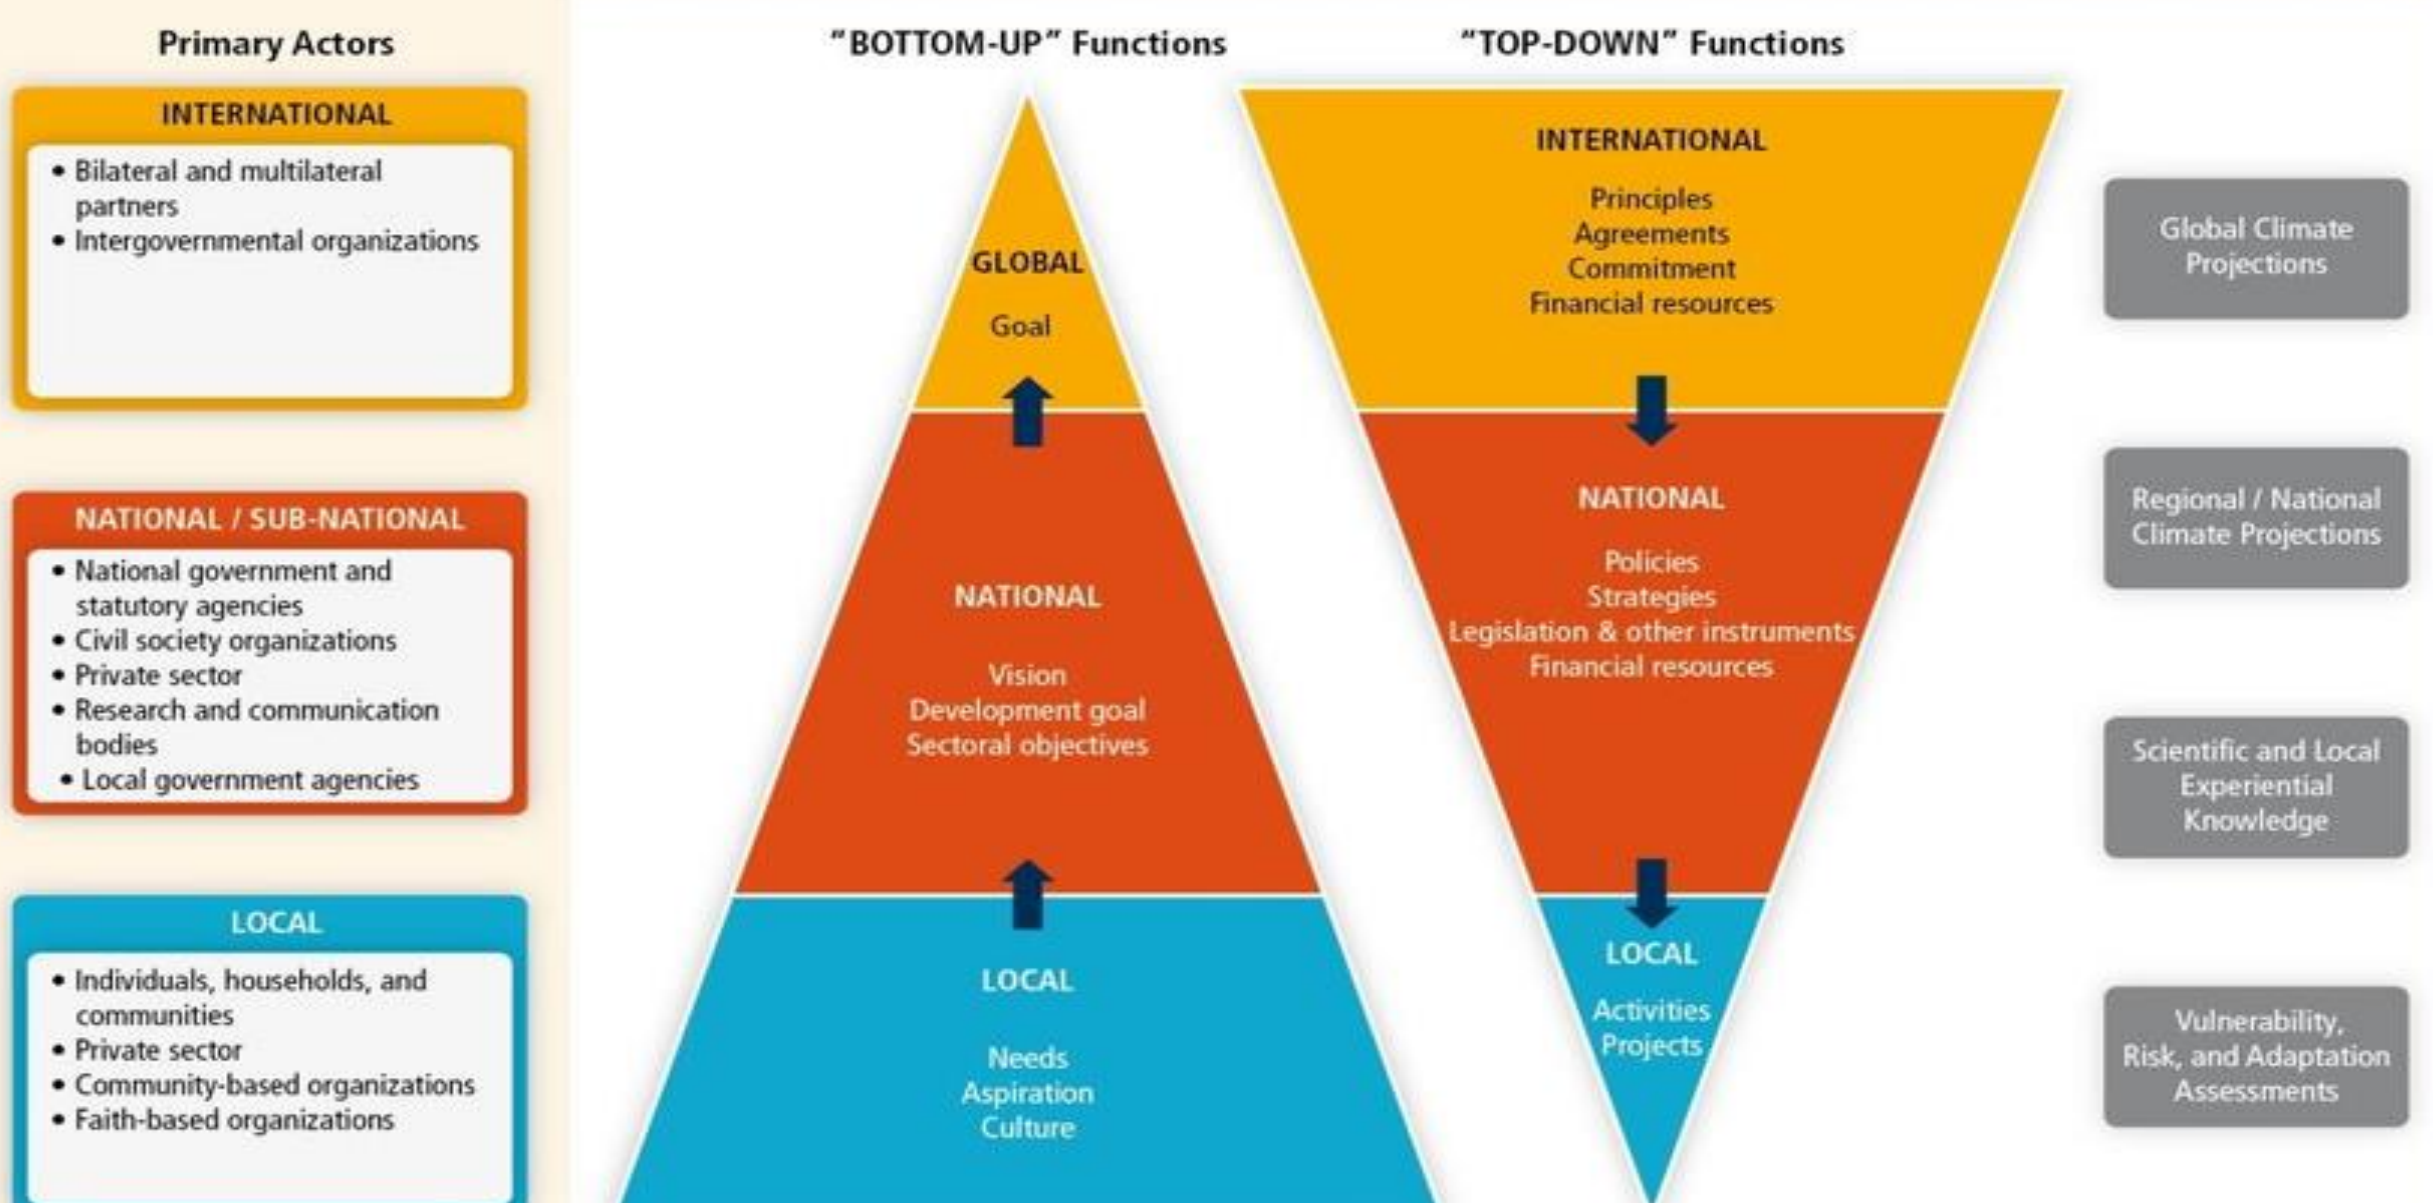 Primary Actors
INTERNATIONAL
• Bilateral and multilateral
partners
• Intergovernmental organizations
NATIONAL / SUB-NATIONAL
• National government and
statutory agencies
• Civil society organizations
• Private sector
• Research and communication
bodies
• Local government agencies
LOCAL
• Individuals, households, and
communities
• Private sector
• Community-based organizations
• Faith-based organizations
"BOTTOM-UP" Functions
GLOBAL
Goal
NATIONAL
Vision
Development goal
Sectoral objectives
LOCAL
Needs
Aspiration
Culture
"TOP-DOWN" Functions
INTERNATIONAL
Principles
Agreements
Commitment
Financial resources
NATIONAL
Policies
Strategies
Legislation & other instruments
Financial resources
LOCAL
Activities
Projects
Global Climate
Projections
Regional / National
Climate Projections
Scientific and Local
Experiential
Knowledge
Vulnerability,
Risk, and Adaptation
Assessments